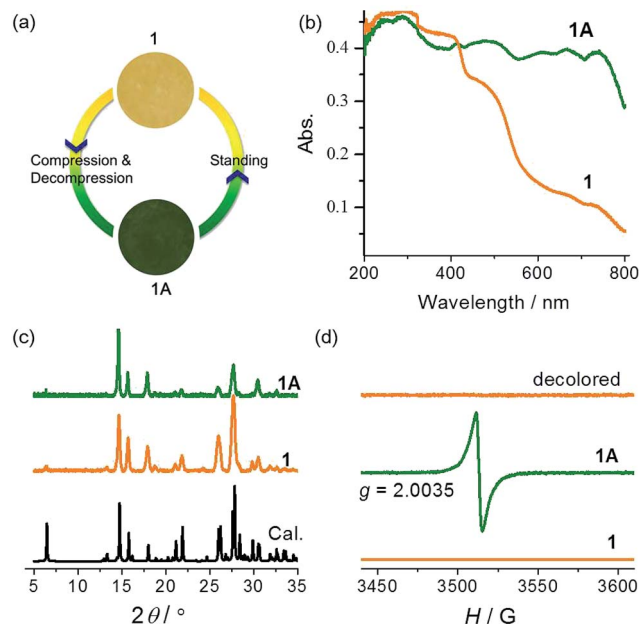 (a)
1
Compression &
Decompression
Standing
1A
(b)
Abs.
0.4
0.3
0.2
0.1
1A
1
200 400 600 800
Wavelength / nm
(c)
1A
1
Cal.
5 10 15 20 25 30 35
2θ / °
(d)
decolored
1A
g = 2.0035
1
3450 3500 3550 3600
H / G